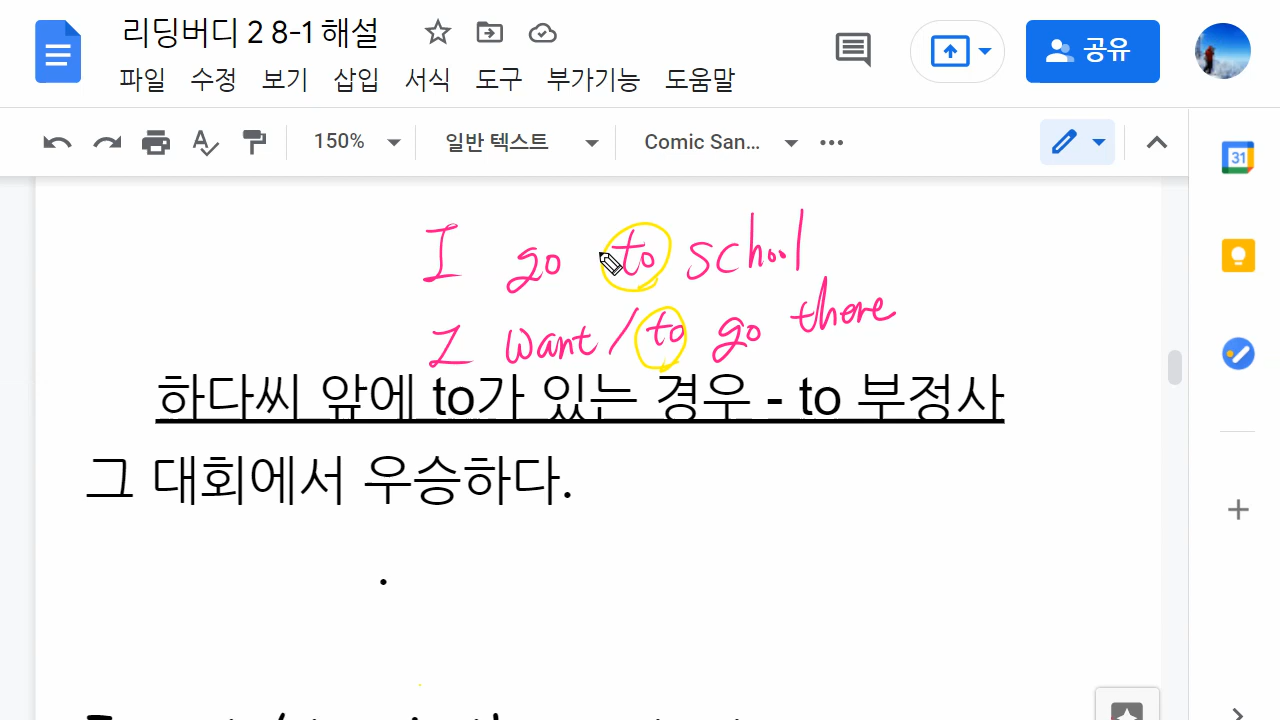 리딩버디 2 8-1 해설
파일 수정 보기 삽입 서식 도구 부가기능 도움말
공유
150% 일반 텍스트 Comic San...
31
I go to school
I want / to go there
하다씨 앞에 to가 있는 경우 - to 부정사
그 대회에서 우승하다.